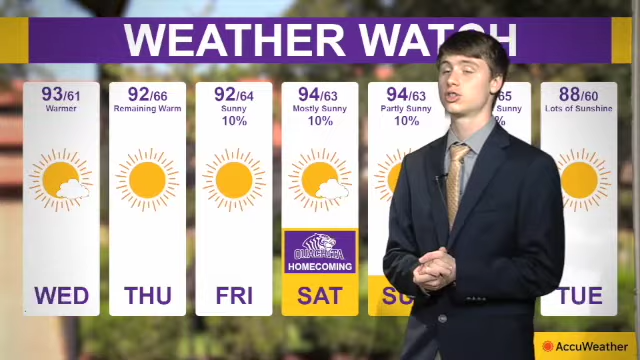 WEATHER WATCH
93/61
Warmer
WED
92/66
Remaining Warm
THU
92/64
Sunny
10%
FRI
94/63
Mostly Sunny
10%
OUACHITA
HOMECOMING
SAT
94/63
Partly Sunny
10%
65
Sunny
%
88/60
Lots of Sunshine
TUE
AccuWeather